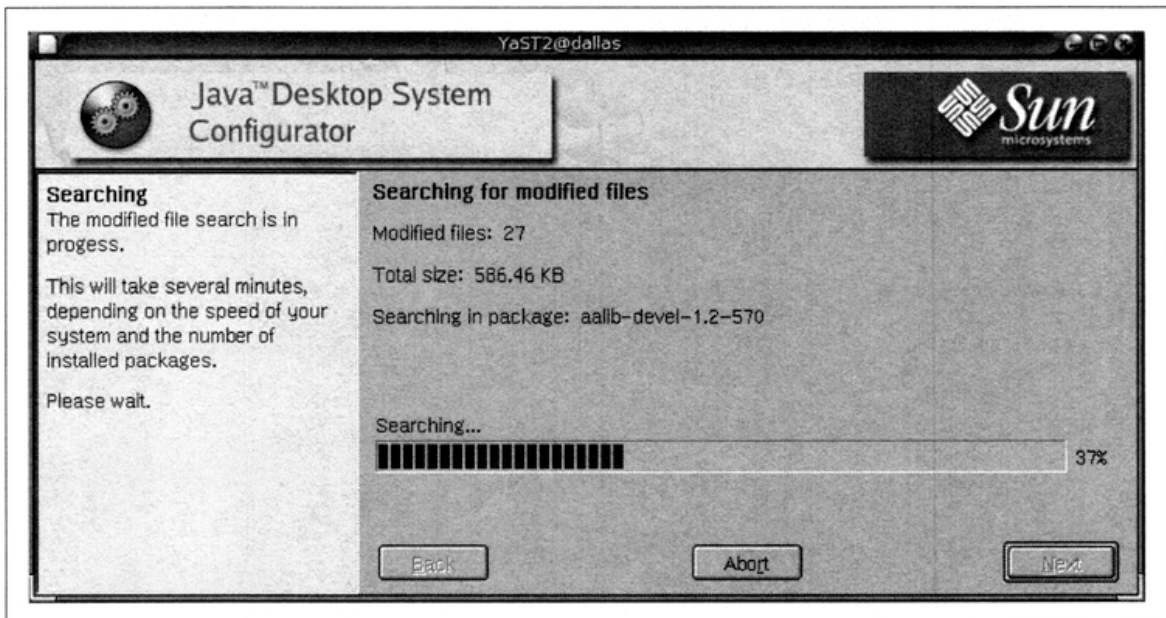 YaST2@dallas
Java™ Desktop System
Configurator
Sun
microsystems
Searching
The modified file search is in
progess.
This will take several minutes,
depending on the speed of your
system and the number of
installed packages.
Please wait.
Searching for modified files
Modified files: 27
Total size: 586.46 KB
Searching in package: aalib-devel-1.2-570
Searching...
37%
Back
Abort
Next